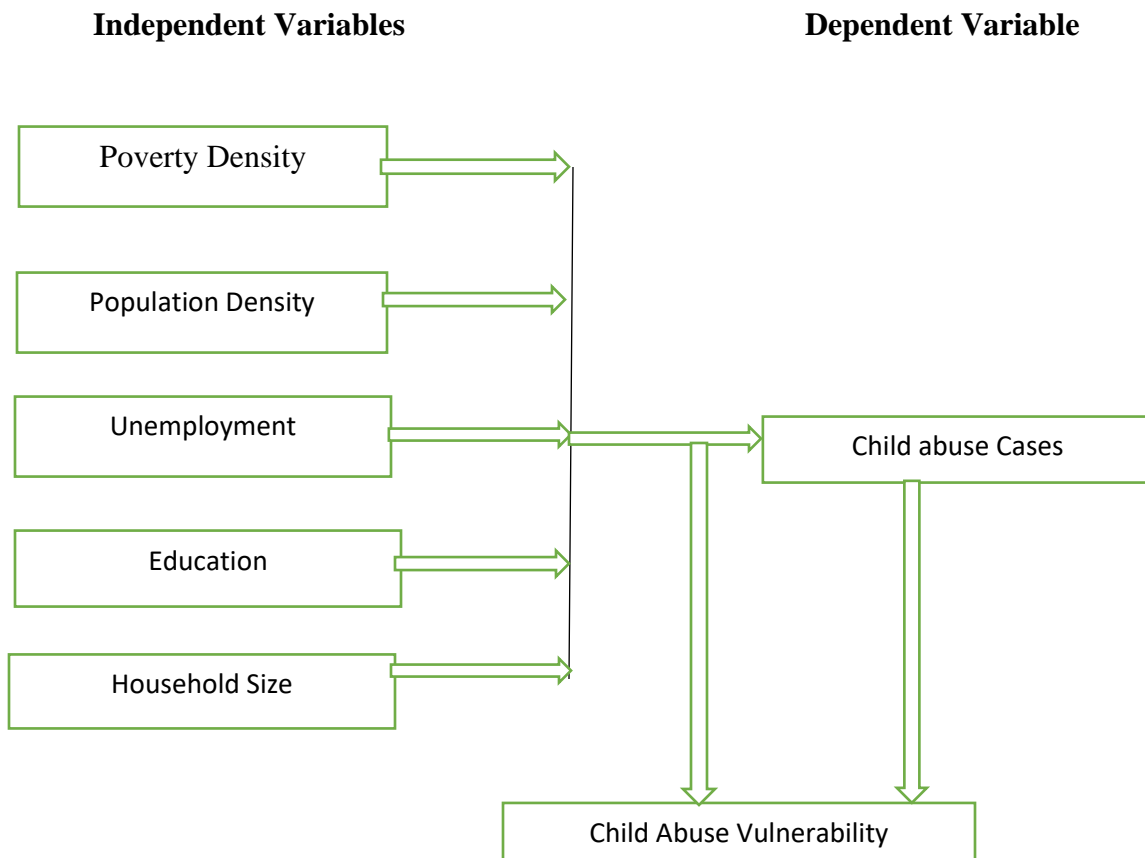 Independent Variables
Dependent Variable
Poverty Density
Population Density
Unemployment
Child abuse Cases
Education
Household Size
Child Abuse Vulnerability